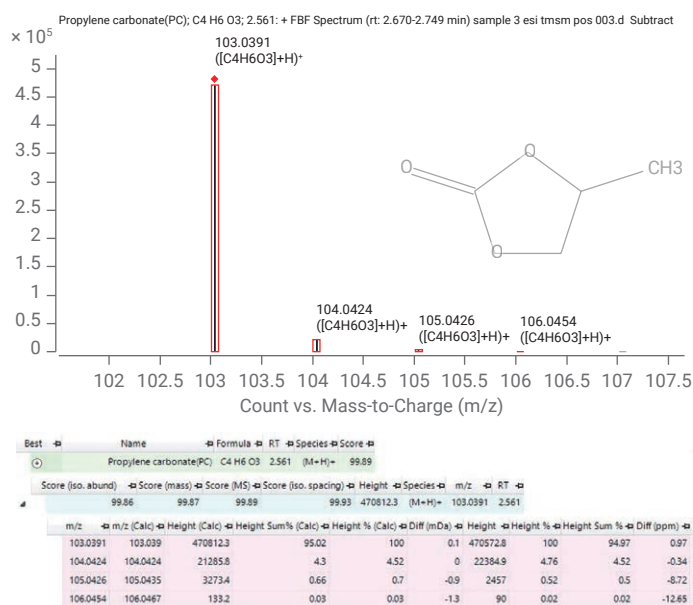 Propylene carbonate(PC); C4 H6 O3; 2.561: + FBF Spectrum (rt: 2.670-2.749 min) sample 3 esi tmsm pos 003.d Subtract
× 10⁵
103.0391
([C4H6O3]+H)⁺
5
4.5
4
3.5
3
2.5
2
1.5
1
0.5
0
O
O
O
CH3
104.0424
([C4H6O3]+H)+
105.0426
([C4H6O3]+H)+
106.0454
([C4H6O3]+H)+
102 102.5 103 103.5 104 104.5 105 105.5 106 106.5 107 107.5
Count vs. Mass-to-Charge (m/z)
Best Name Formula RT Species Score
Propylene carbonate(PC) C4 H6 O3 2.561 (M+H)+ 99.89
Score (iso. abund) Score (mass) Score (MS) Score (iso. spacing) Height Species m/z RT
99.86 99.87 99.89 99.93 470812.3 (M+H)+ 103.0391 2.561
m/z m/z (Calc) Height (Calc) Height Sum% (Calc) Height % (Calc) Diff (mDa) Height Height % Height Sum % Diff (ppm)
103.0391 103.039 470812.3 95.02 100 0.1 470572.8 100 94.97 0.97
104.0424 104.0424 21285.8 4.3 4.52 0 22384.9 4.76 4.52 -0.34
105.0426 105.0435 3273.4 0.66 0.7 -0.9 2457 0.52 0.5 -8.72
106.0454 106.0467 133.2 0.03 0.03 -1.3 90 0.02 0.02 -12.65